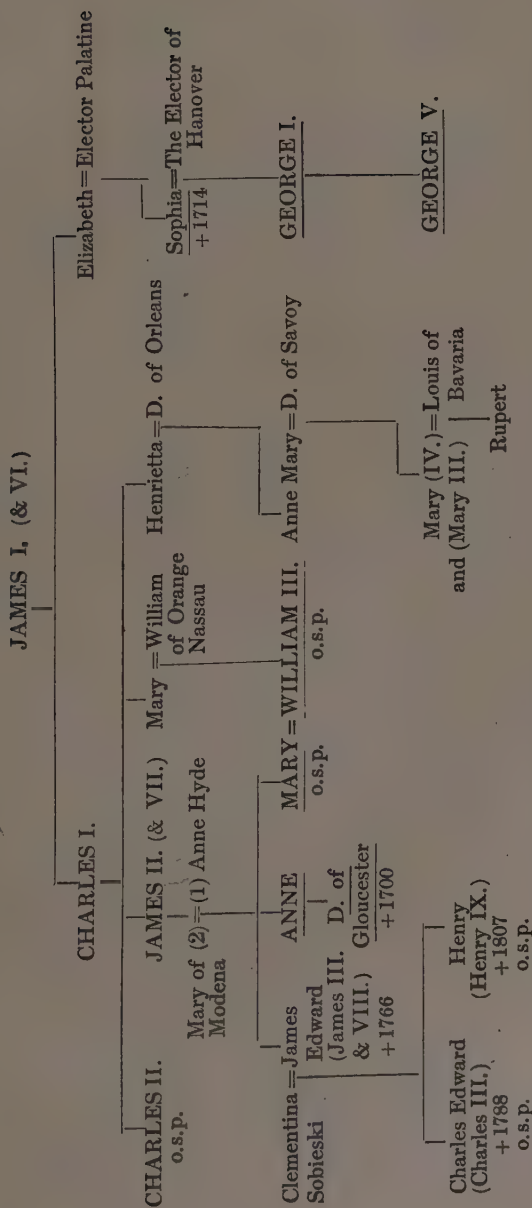 JAMES I. (& VI.)
CHARLES I.
Elizabeth=Elector Palatine
CHARLES II.
o.s.p.
JAMES II. (& VII.)
Mary of (2)=(1) Anne Hyde
Modena
Mary=William
of Orange
Nassau
Henrietta=D. of Orleans
Sophia=The Elector of
+1714 Hanover
Clementina=James
Sobieski Edward
(James III.
& VIII.)
+1766
ANNE
D. of
Gloucester
+1700
MARY=WILLIAM III.
o.s.p. o.s.p.
Anne Mary=D. of Savoy
GEORGE I.
Charles Edward
(Charles III.)
+1788
o.s.p.
Henry
(Henry IX.)
+1807
o.s.p.
Mary (IV.)=Louis of
and (Mary III.) Bavaria
Rupert
GEORGE V.